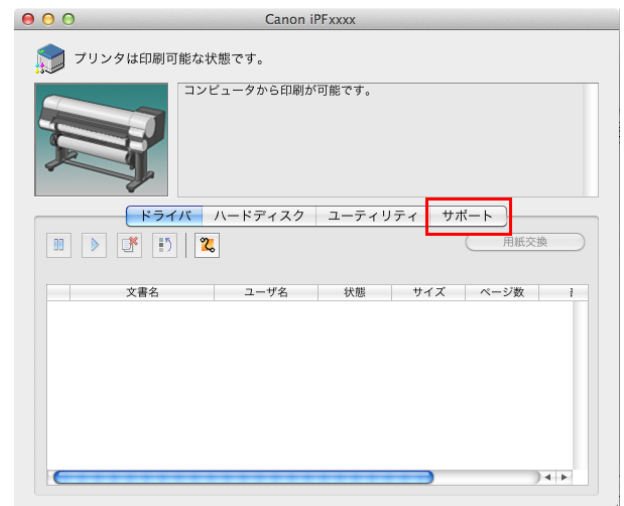 Canon iPFxxxx
プリンタは印刷可能な状態です。
コンピュータから印刷が可能です。
ドライバ ハードディスク ユーティリティ サポート
用紙交換
文書名 ユーザ名 状態 サイズ ページ数